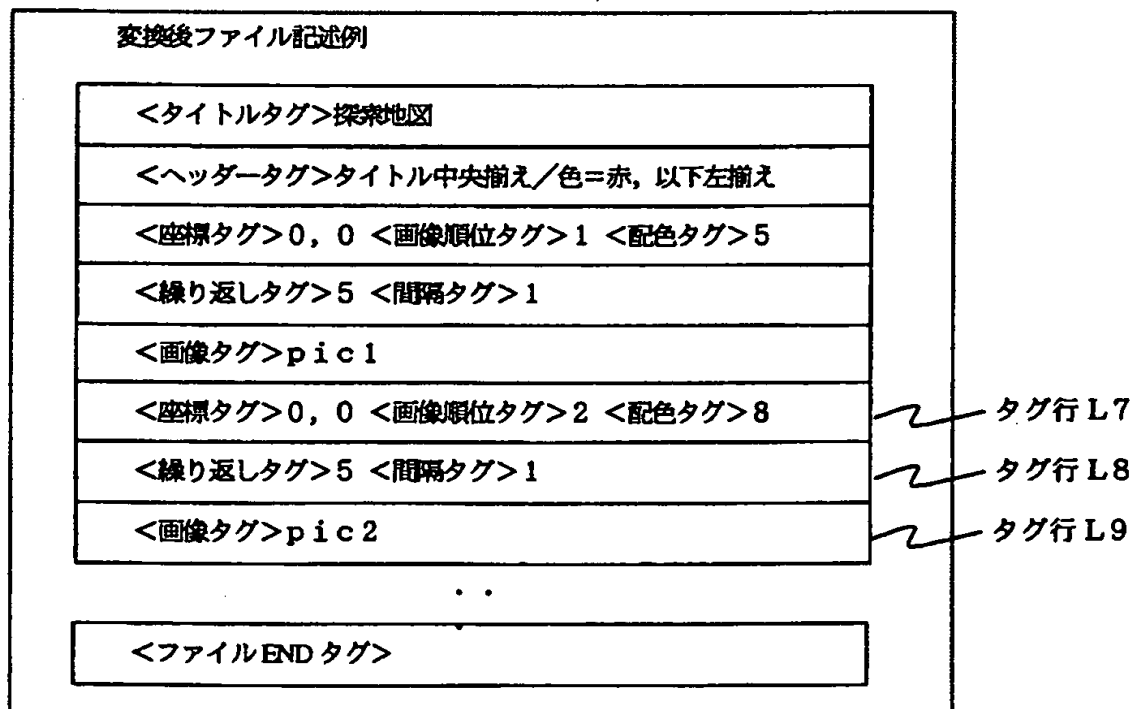 変換後ファイル記述例
＜タイトルタグ＞探索地図
＜ヘッダータグ＞タイトル中央揃え／色＝赤，以下左揃え
＜座標タグ＞０，０ ＜画像順位タグ＞１ ＜配色タグ＞５
＜繰り返しタグ＞５ ＜間隔タグ＞１
＜画像タグ＞ｐｉｃ１
＜座標タグ＞０，０ ＜画像順位タグ＞２ ＜配色タグ＞８ タグ行Ｌ７
＜繰り返しタグ＞５ ＜間隔タグ＞１ タグ行Ｌ８
＜画像タグ＞ｐｉｃ２ タグ行Ｌ９
＜ファイルENDタグ＞